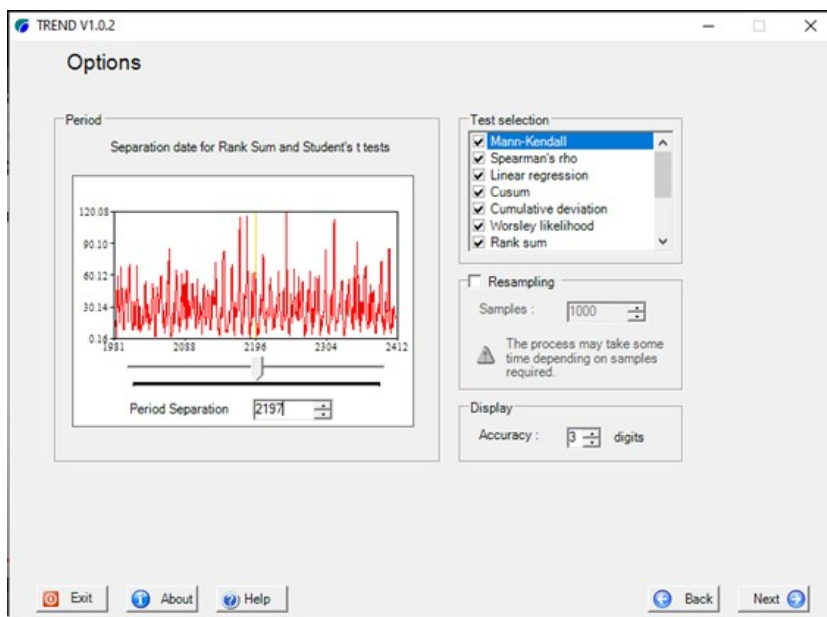 TREND V1.0.2
Options
Period
Separation date for Rank Sum and Student's t tests
120.08
90.10
60.12
30.14
0.16
1981 2088 2196 2304 2412
Period Separation 2197
Test selection
Mann-Kendall
Spearman's rho
Linear regression
Cusum
Cumulative deviation
Worsley likelihood
Rank sum
Resampling
Samples : 1000
The process may take some
time depending on samples
required.
Display
Accuracy : 3 digits
Exit About Help Back Next